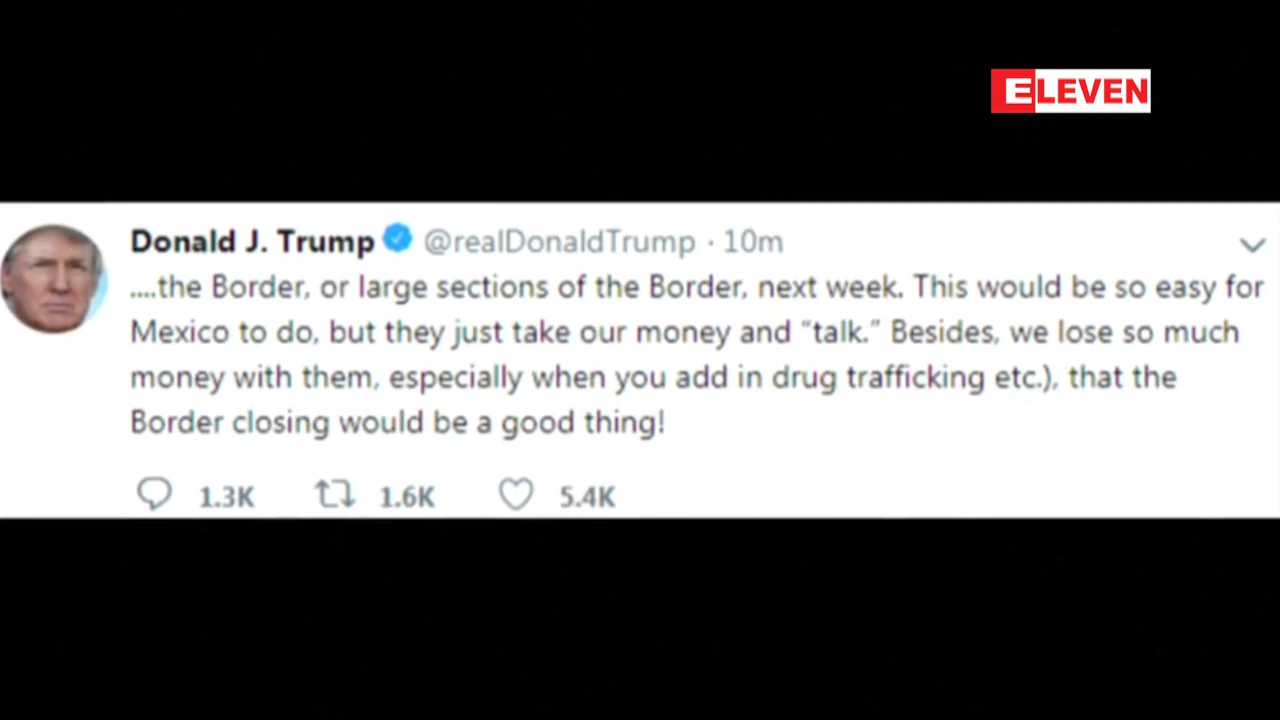 ELEVEN
Donald J. Trump @realDonaldTrump · 10m
....the Border, or large sections of the Border, next week. This would be so easy for
Mexico to do, but they just take our money and “talk.” Besides, we lose so much
money with them, especially when you add in drug trafficking etc.), that the
Border closing would be a good thing!
1.3K 1.6K 5.4K